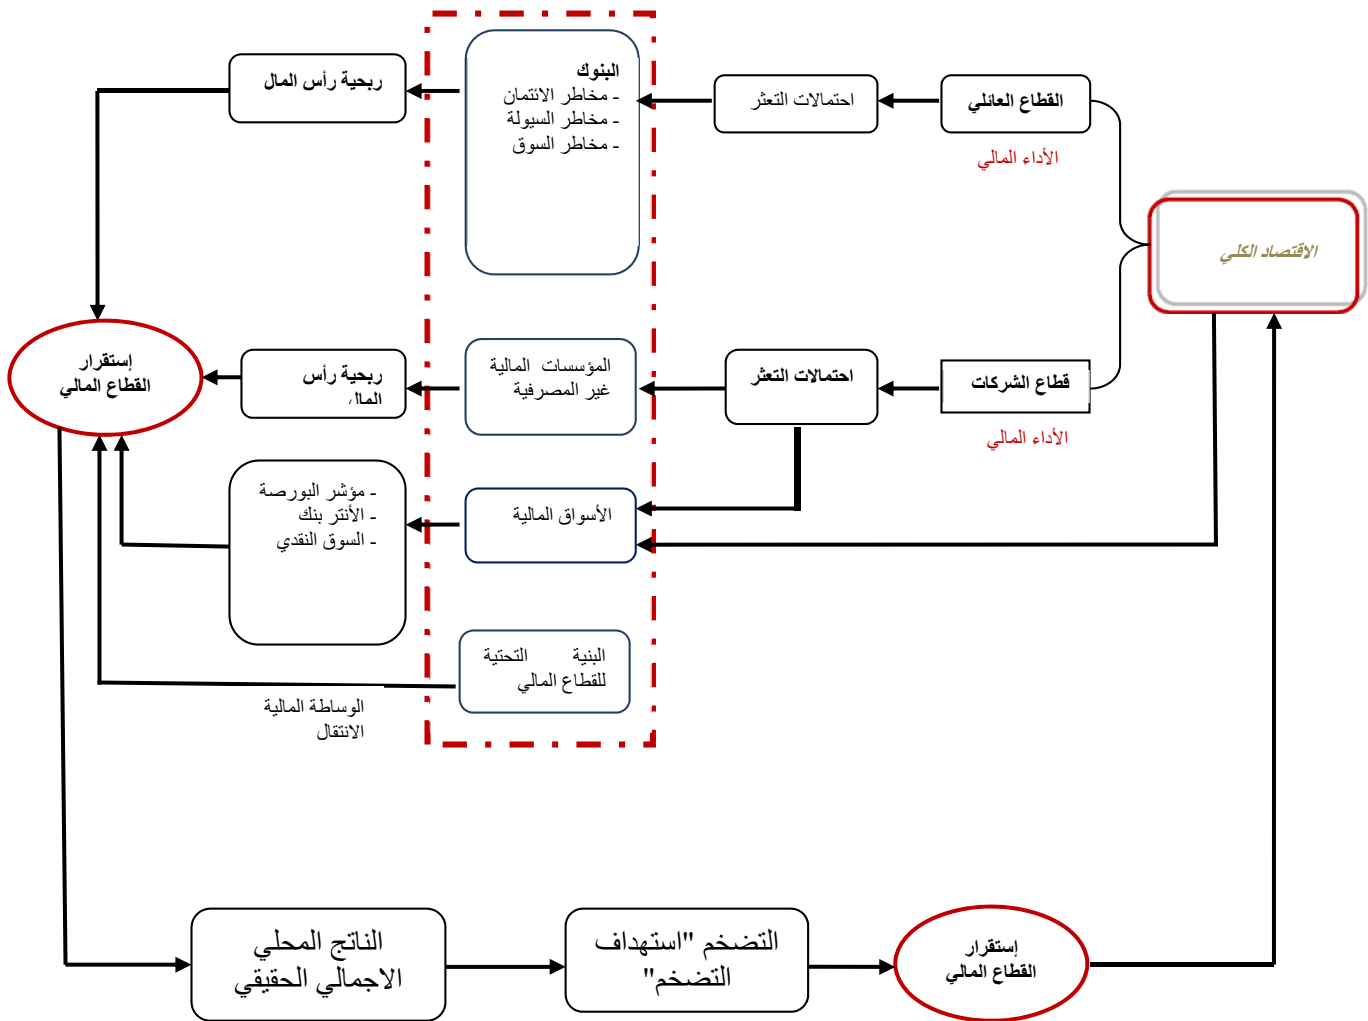 البنوك
- مخاطر الائتمان
- مخاطر السيولة
- مخاطر السوق
ربحية رأس المال
احتمالات التعثر
القطاع العائلي
الأداء المالي
الاقتصاد الكلي
إستقرار
القطاع المالي
ربحية رأس
المال
المؤسسات المالية
غير المصرفية
احتمالات التعثر
قطاع الشركات
الأداء المالي
- مؤشر البورصة
- الأنتر بنك
- السوق النقدي
الأسواق المالية
البنية التحتية
للقطاع المالي
الوساطة المالية
الانتقال
الناتج المحلي
الاجمالي الحقيقي
التضخم "استهداف
التضخم"
إستقرار
القطاع المالي